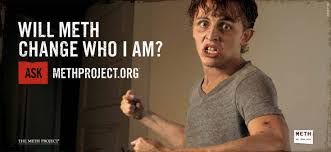 WILL METH
CHANGE WHO I AM?
ASK METHPROJECT.ORG
THE METH PROJECT
METH